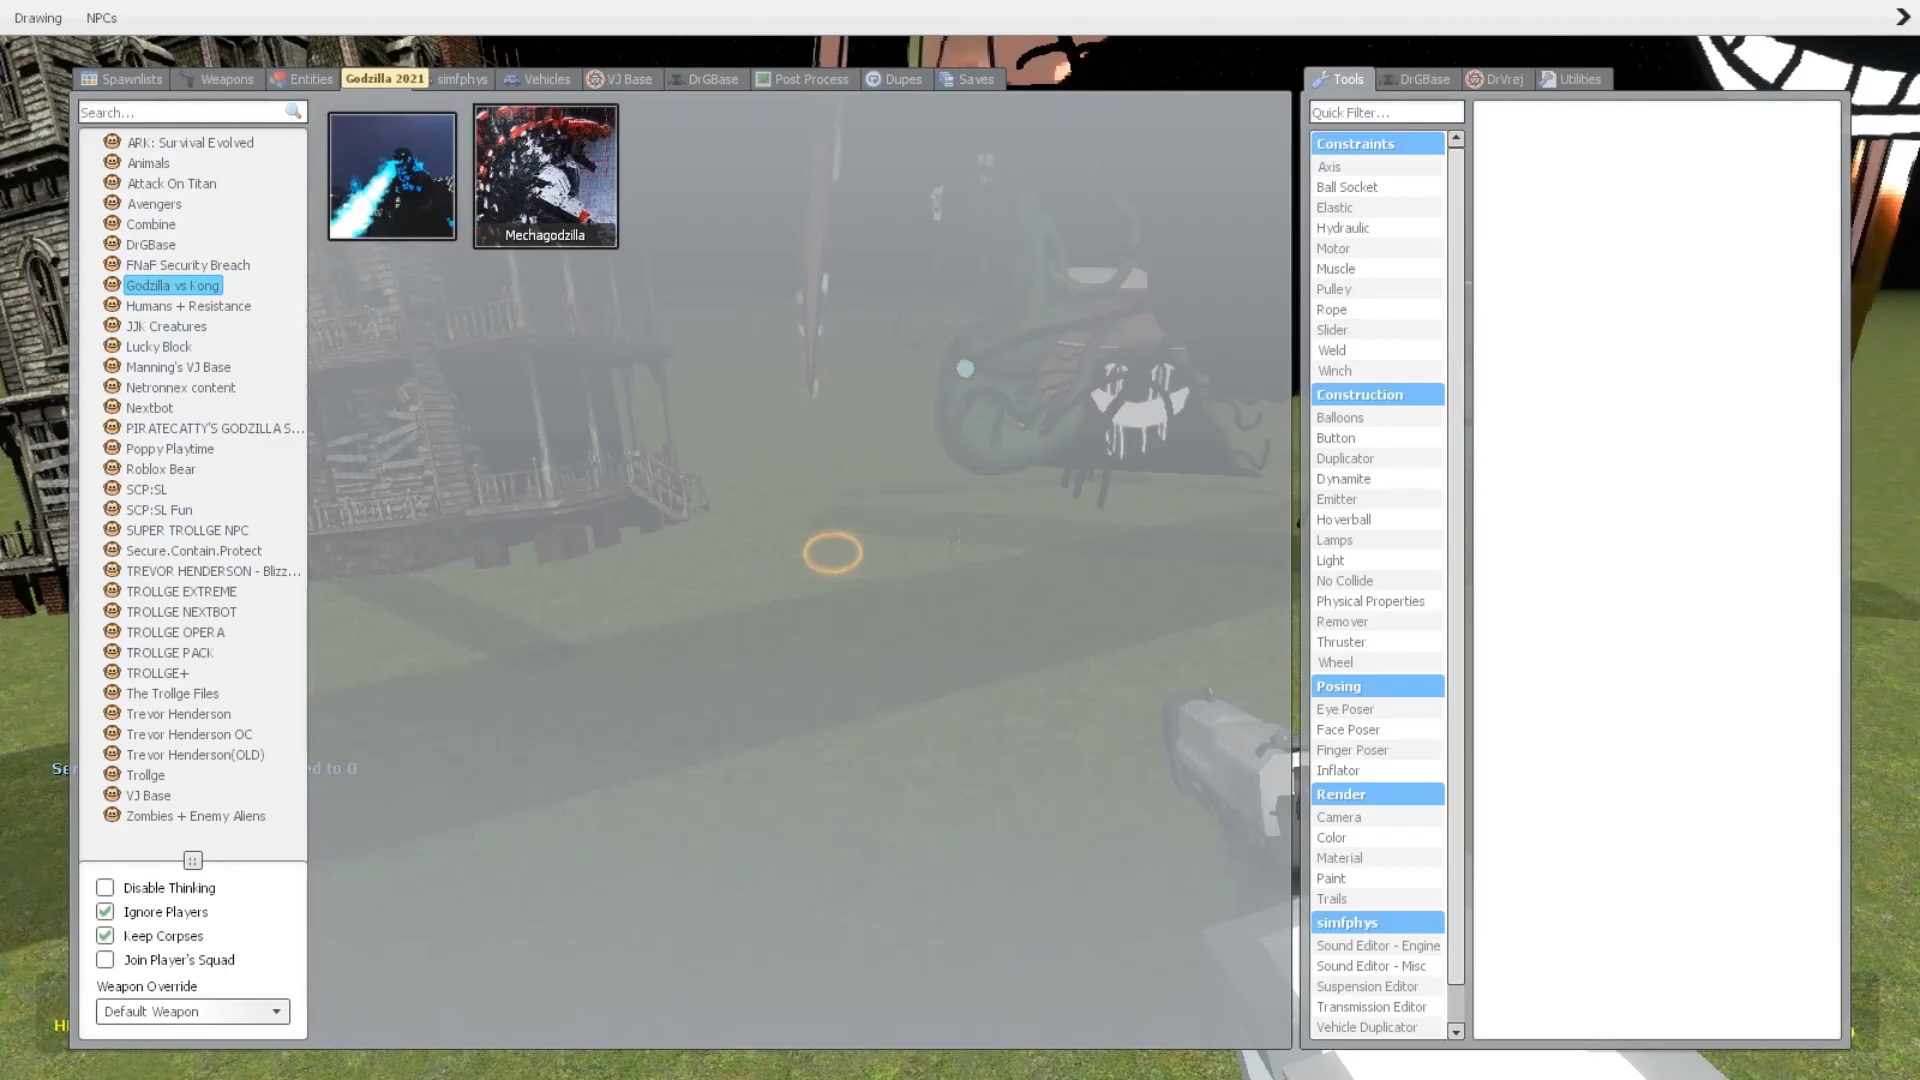 Drawing NPCs
Spawnlists Weapons Entities Godzilla 2021 simfphys Vehicles VJ Base DrGBase Post Process Dupes Saves
Search...
ARK: Survival Evolved
Animals
Attack On Titan
Avengers
Combine
DrGBase
FNaF Security Breach
Godzilla vs Kong
Humans + Resistance
JJK Creatures
Lucky Block
Manning's VJ Base
Netronnex content
Nextbot
PIRATECATTY'S GODZILLA S...
Poppy Playtime
Roblox Bear
SCP:SL
SCP:SL Fun
SUPER TROLLGE NPC
Secure.Contain.Protect
TREVOR HENDERSON - Blizz...
TROLLGE EXTREME
TROLLGE NEXTBOT
TROLLGE OPERA
TROLLGE PACK
TROLLGE+
The Trollge Files
Trevor Henderson
Trevor Henderson OC
Trevor Henderson(OLD)
Trollge
VJ Base
Zombies + Enemy Aliens
Disable Thinking
Ignore Players
Keep Corpses
Join Player's Squad
Weapon Override
Default Weapon
Mechagodzilla
Ser
ed to 0
Tools DrGBase DrVrej Utilities
Quick Filter...
Constraints
Axis
Ball Socket
Elastic
Hydraulic
Motor
Muscle
Pulley
Rope
Slider
Weld
Winch
Construction
Balloons
Button
Duplicator
Dynamite
Emitter
Hoverball
Lamps
Light
No Collide
Physical Properties
Remover
Thruster
Wheel
Posing
Eye Poser
Face Poser
Finger Poser
Inflator
Render
Camera
Color
Material
Paint
Trails
simfphys
Sound Editor - Engine
Sound Editor - Misc
Suspension Editor
Transmission Editor
Vehicle Duplicator